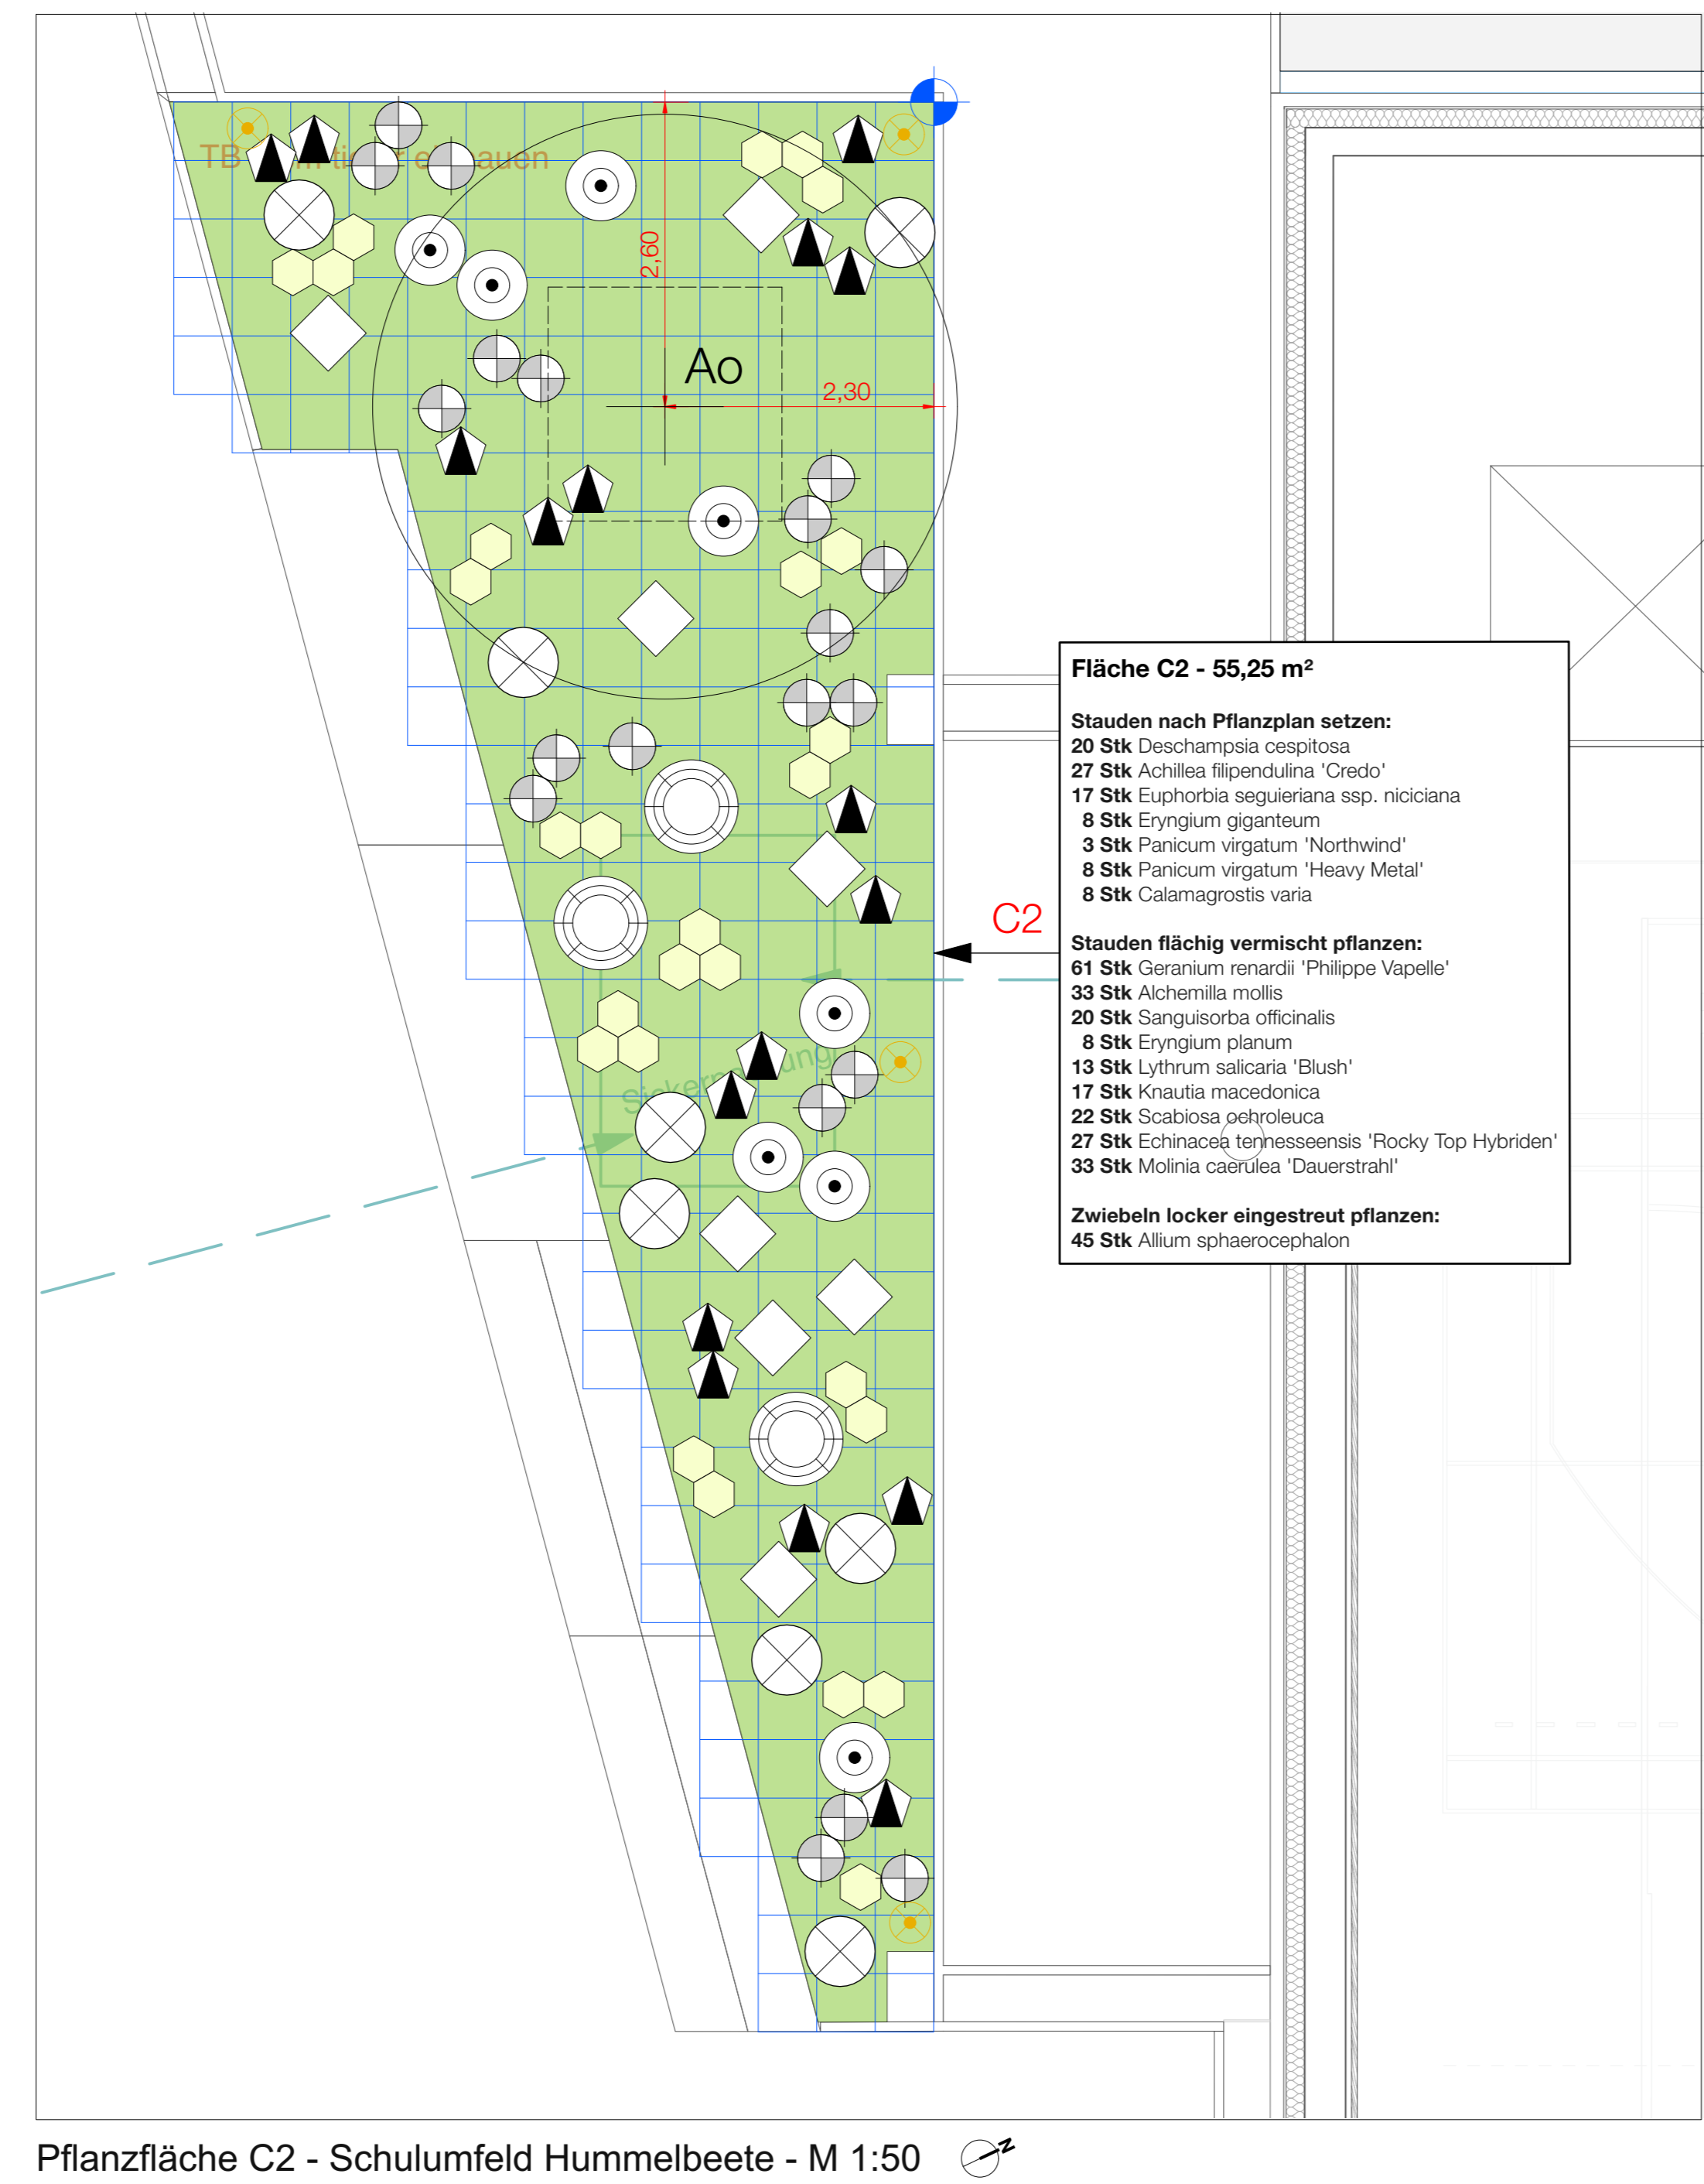 TB
2,60
Ao
2,30
Fläche C2 - 55,25 m²
Stauden nach Pflanzplan setzen:
20 Stk Deschampsia cespitosa
27 Stk Achillea filipendulina 'Credo'
17 Stk Euphorbia seguieriana ssp. niciciana
8 Stk Eryngium giganteum
3 Stk Panicum virgatum 'Northwind'
8 Stk Panicum virgatum 'Heavy Metal'
8 Stk Calamagrostis varia
C2
Stauden flächig vermischt pflanzen:
61 Stk Geranium renardii 'Philippe Vapelle'
33 Stk Alchemilla mollis
20 Stk Sanguisorba officinalis
8 Stk Eryngium planum
13 Stk Lythrum salicaria 'Blush'
17 Stk Knautia macedonica
22 Stk Scabiosa ochroleuca
27 Stk Echinacea tennesseensis 'Rocky Top Hybriden'
33 Stk Molinia caerulea 'Dauerstrahl'
Zwiebeln locker eingestreut pflanzen:
45 Stk Allium sphaerocephalon
Pflanzfläche C2 - Schulumfeld Hummelbeete - M 1:50
N